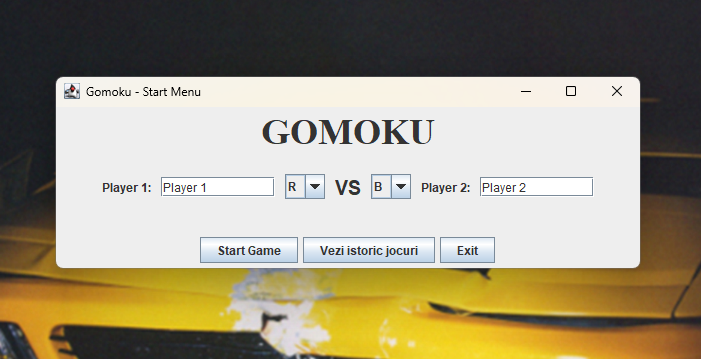 Gomoku - Start Menu
GOMOKU
Player 1: Player 1 R VS B Player 2: Player 2
Start Game Vezi istoric jocuri Exit